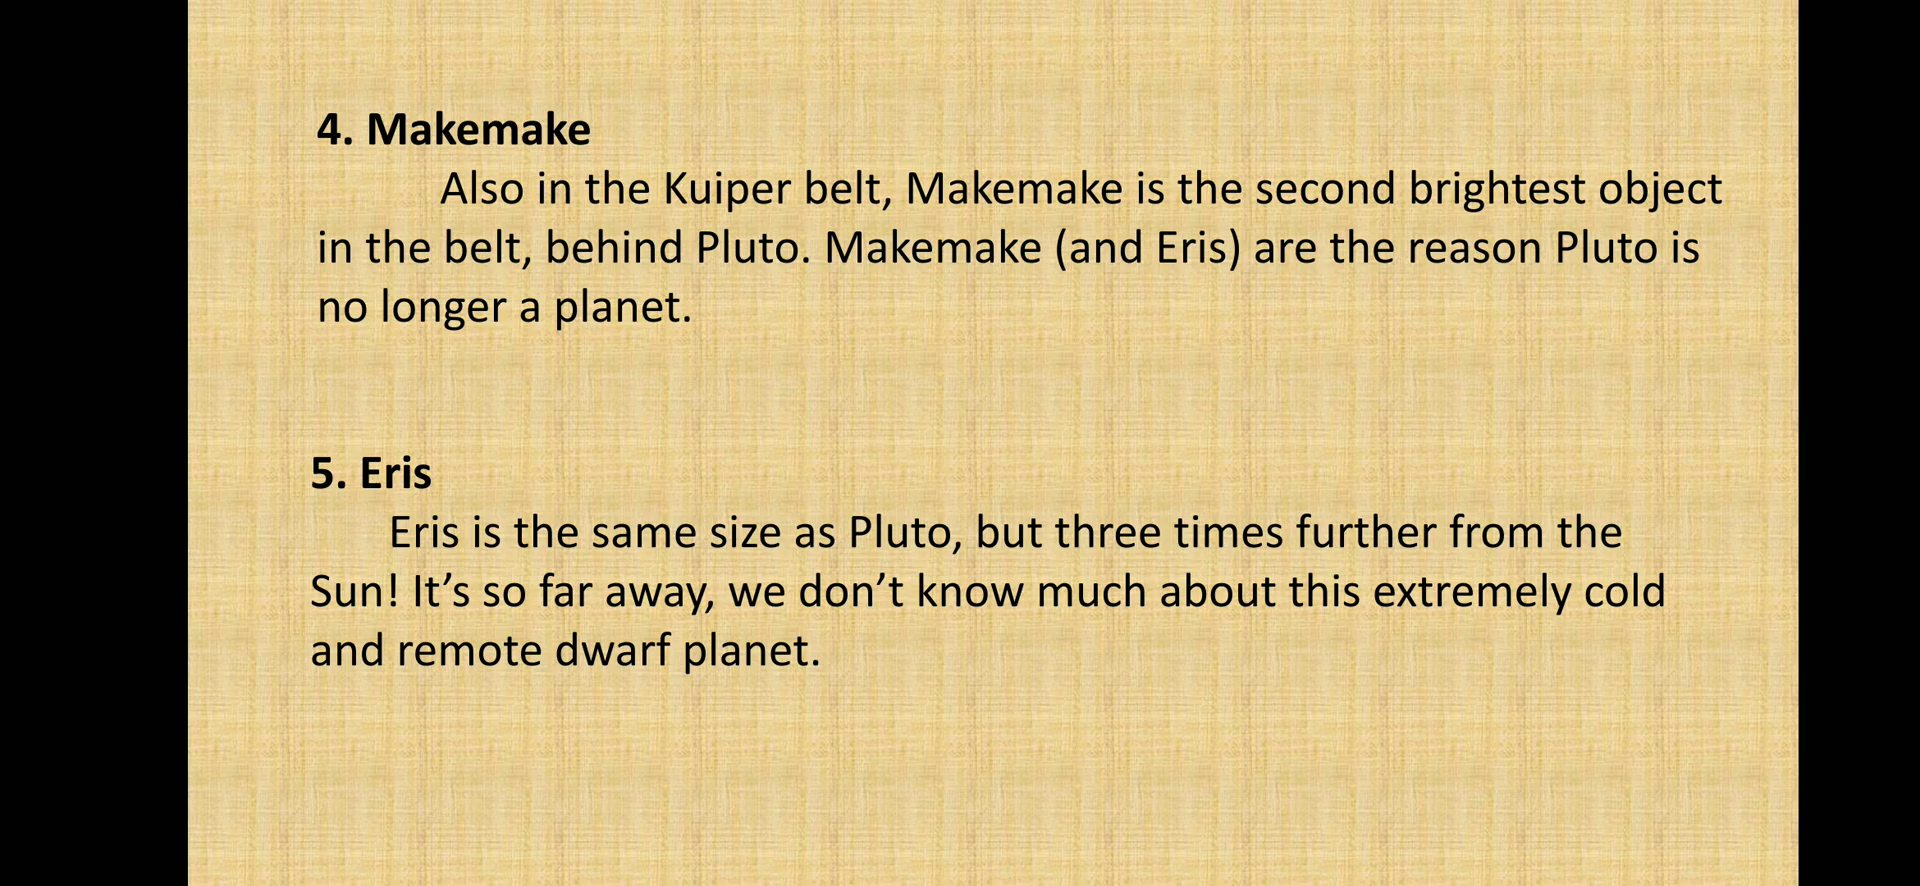 4. Makemake
Also in the Kuiper belt, Makemake is the second brightest object
in the belt, behind Pluto. Makemake (and Eris) are the reason Pluto is
no longer a planet.
5. Eris
Eris is the same size as Pluto, but three times further from the
Sun! It’s so far away, we don’t know much about this extremely cold
and remote dwarf planet.